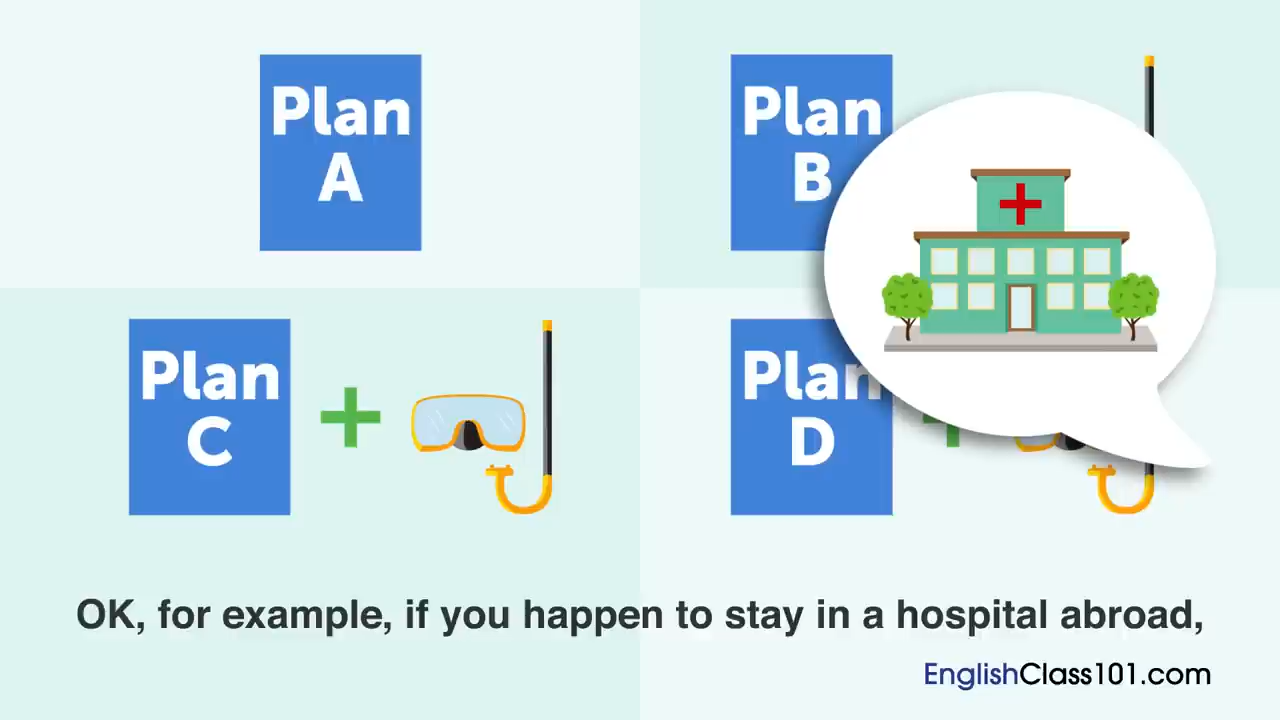 Plan
A
Plan
B
Plan
C
Plan
D
OK, for example, if you happen to stay in a hospital abroad,
EnglishClass101.com